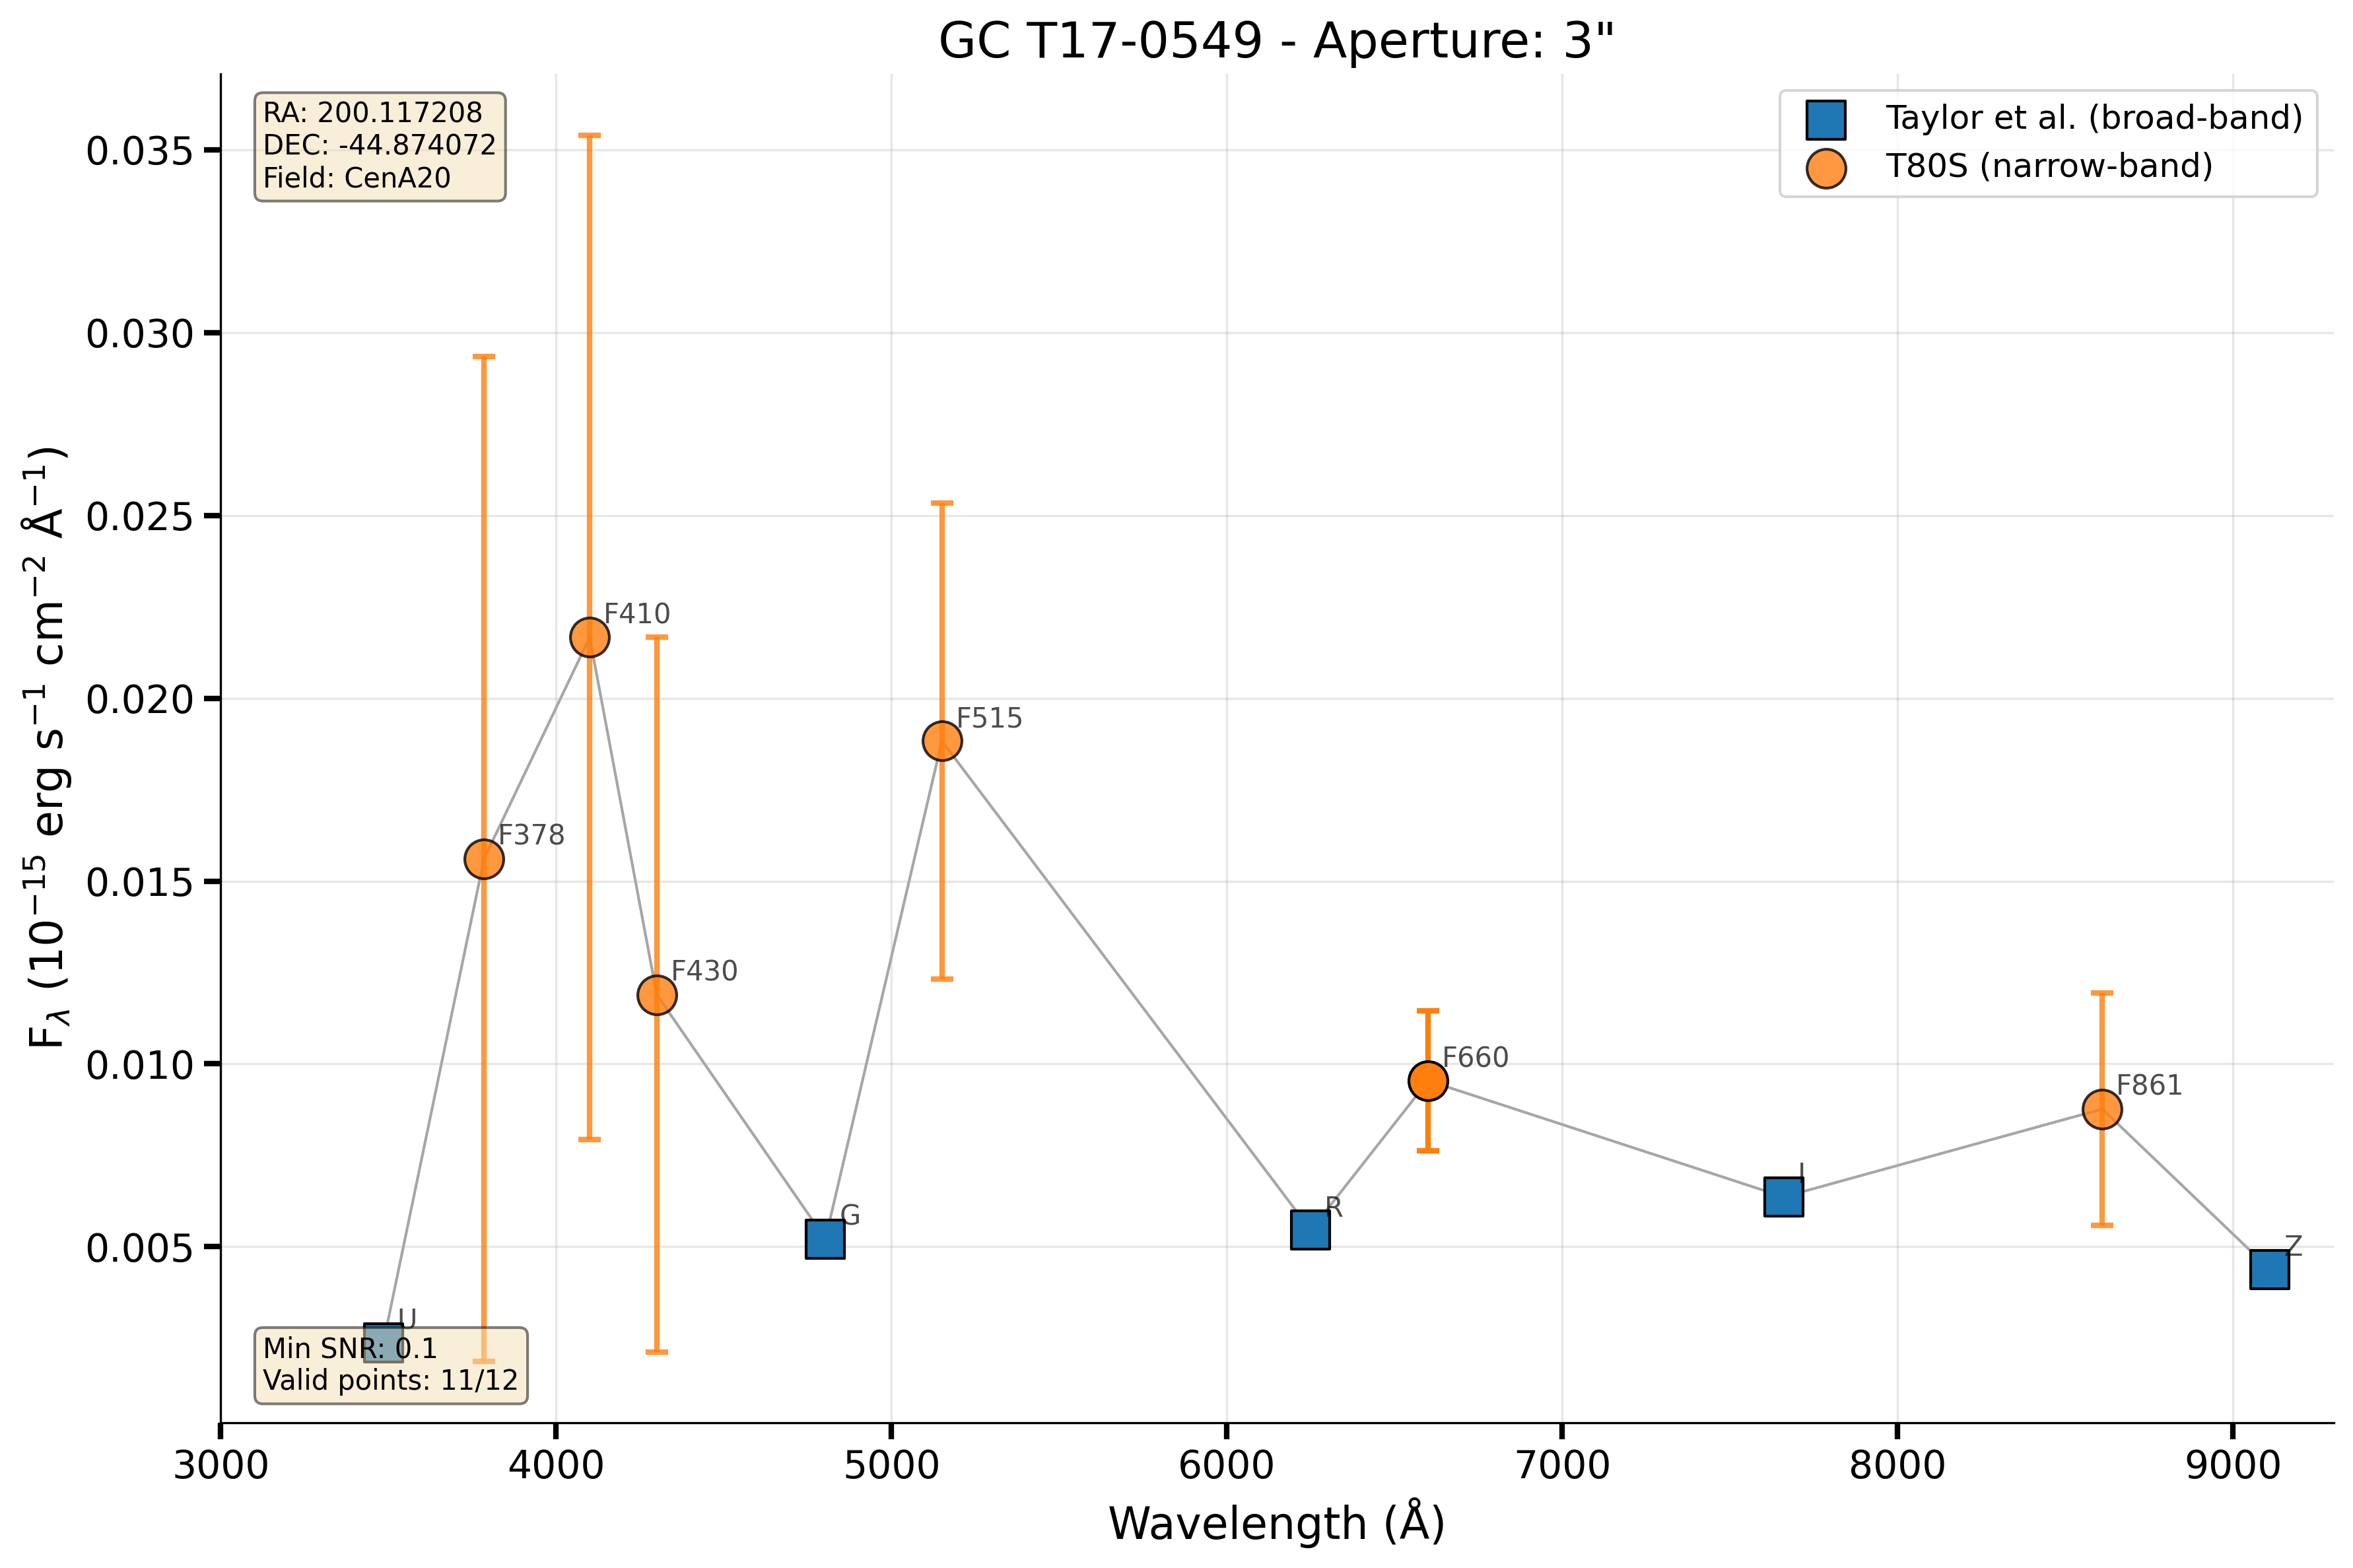 GC T17-0549 - Aperture: 3"
RA: 200.117208
DEC: -44.874072
Field: CenA20
Taylor et al. (broad-band)
T80S (narrow-band)
0.035
0.030
0.025
0.020
0.015
0.010
0.005
F_λ (10⁻¹⁵ erg s⁻¹ cm⁻² Å⁻¹)
F410
F515
F378
F430
F660
F861
I
R
G
Z
U
Min SNR: 0.1
Valid points: 11/12
3000 4000 5000 6000 7000 8000 9000
Wavelength (Å)